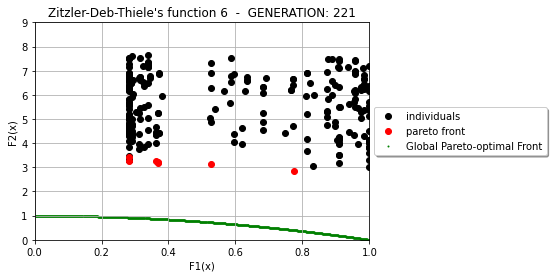 Zitzler-Deb-Thiele's function 6 - GENERATION: 221
9
8
7
6
5
4
3
2
1
0
F2(x)
0.0 0.2 0.4 0.6 0.8 1.0
F1(x)
individuals
pareto front
Global Pareto-optimal Front